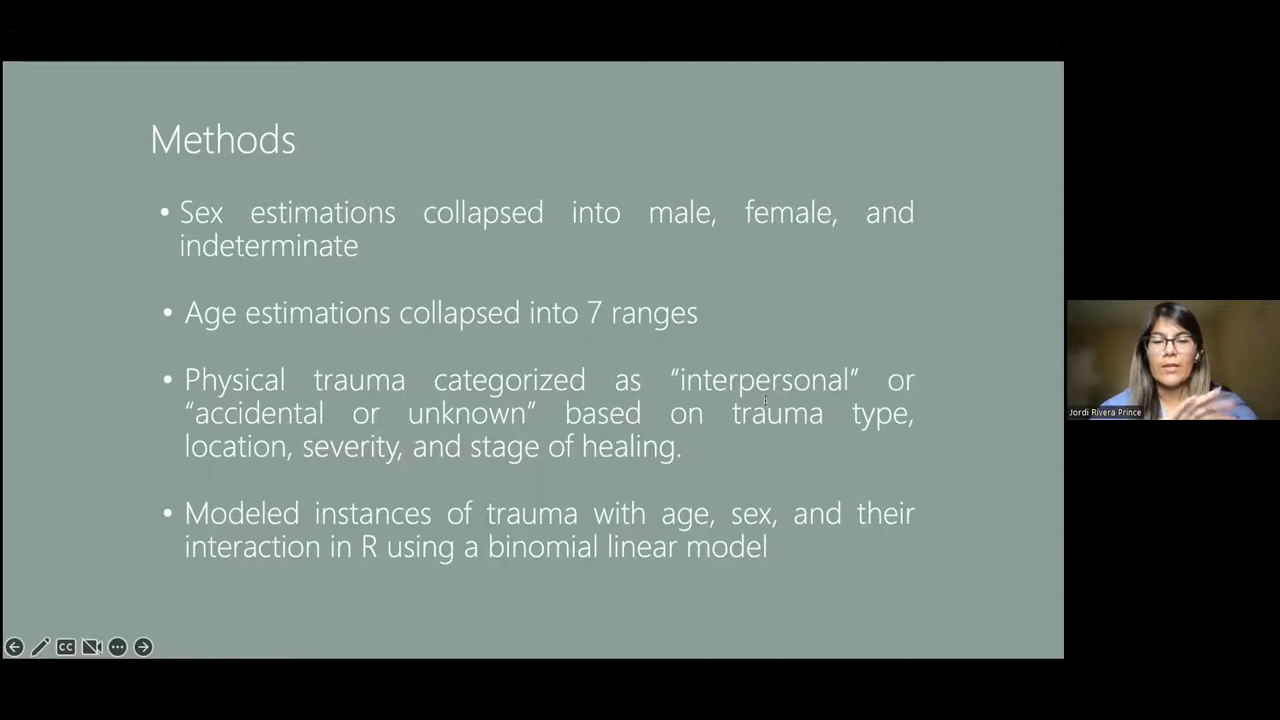 Methods
• Sex estimations collapsed into male, female, and
indeterminate
• Age estimations collapsed into 7 ranges
• Physical trauma categorized as “interpersonal” or
“accidental or unknown” based on trauma type,
location, severity, and stage of healing.
• Modeled instances of trauma with age, sex, and their
interaction in R using a binomial linear model
Jordi Rivera Prince
CC